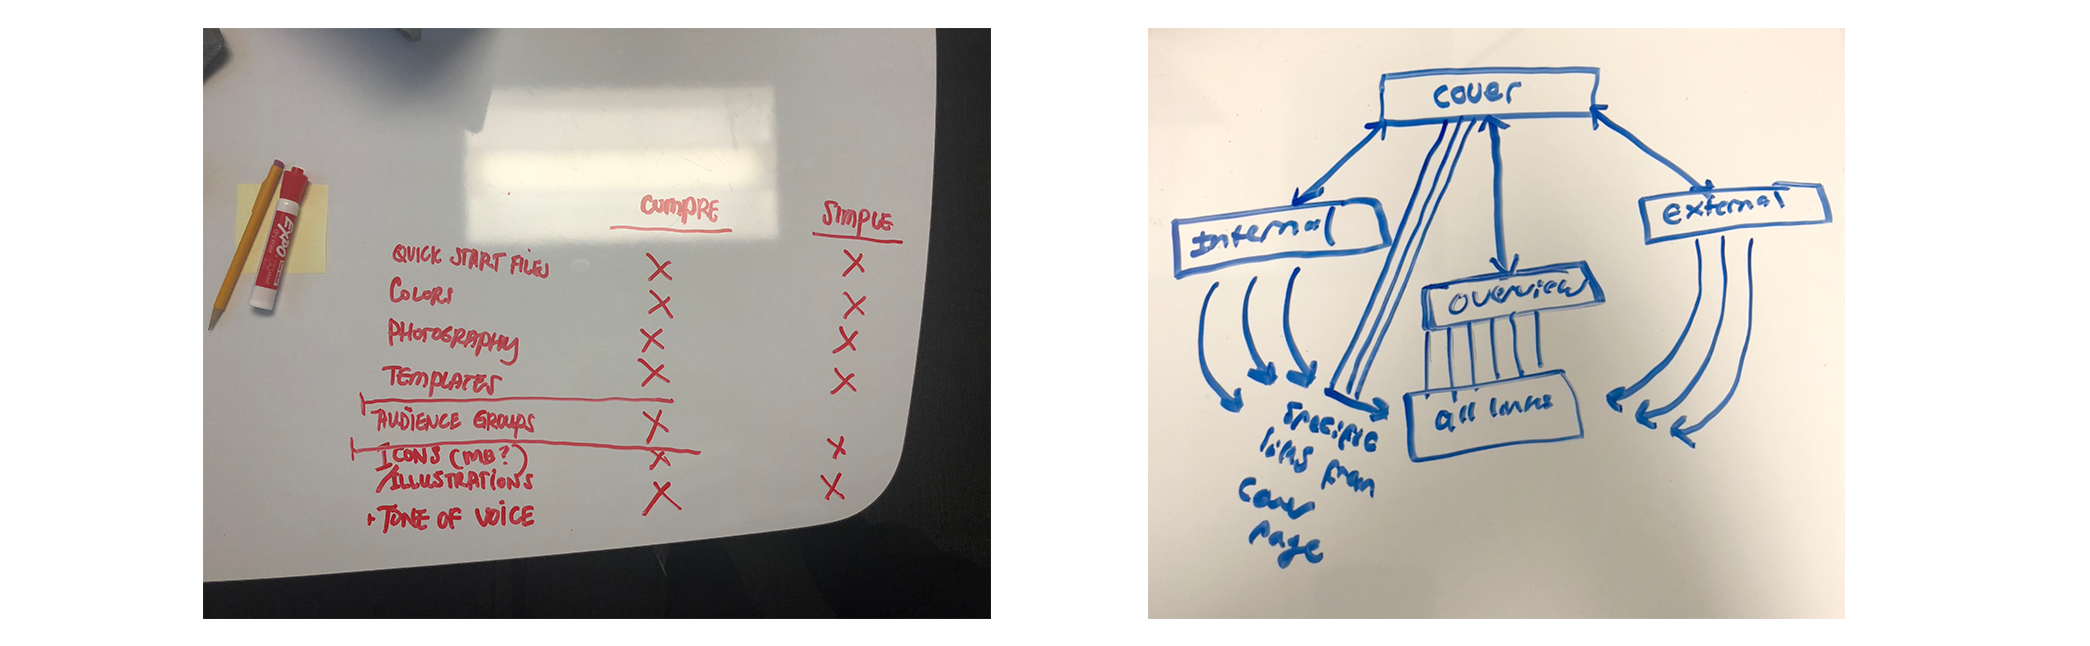 CUMPRE SIMPLE
QUICK START FILES X X
COLORS X X
PHOTOGRAPHY X X
TEMPLATES X X
AUDIENCE GROUPS X
ICONS (MB?) X X
/ILLUSTRATIONS
+ TONE OF VOICE X X
EXPO
cover
Internal
external
overview
all links
specific
links from
cover
page